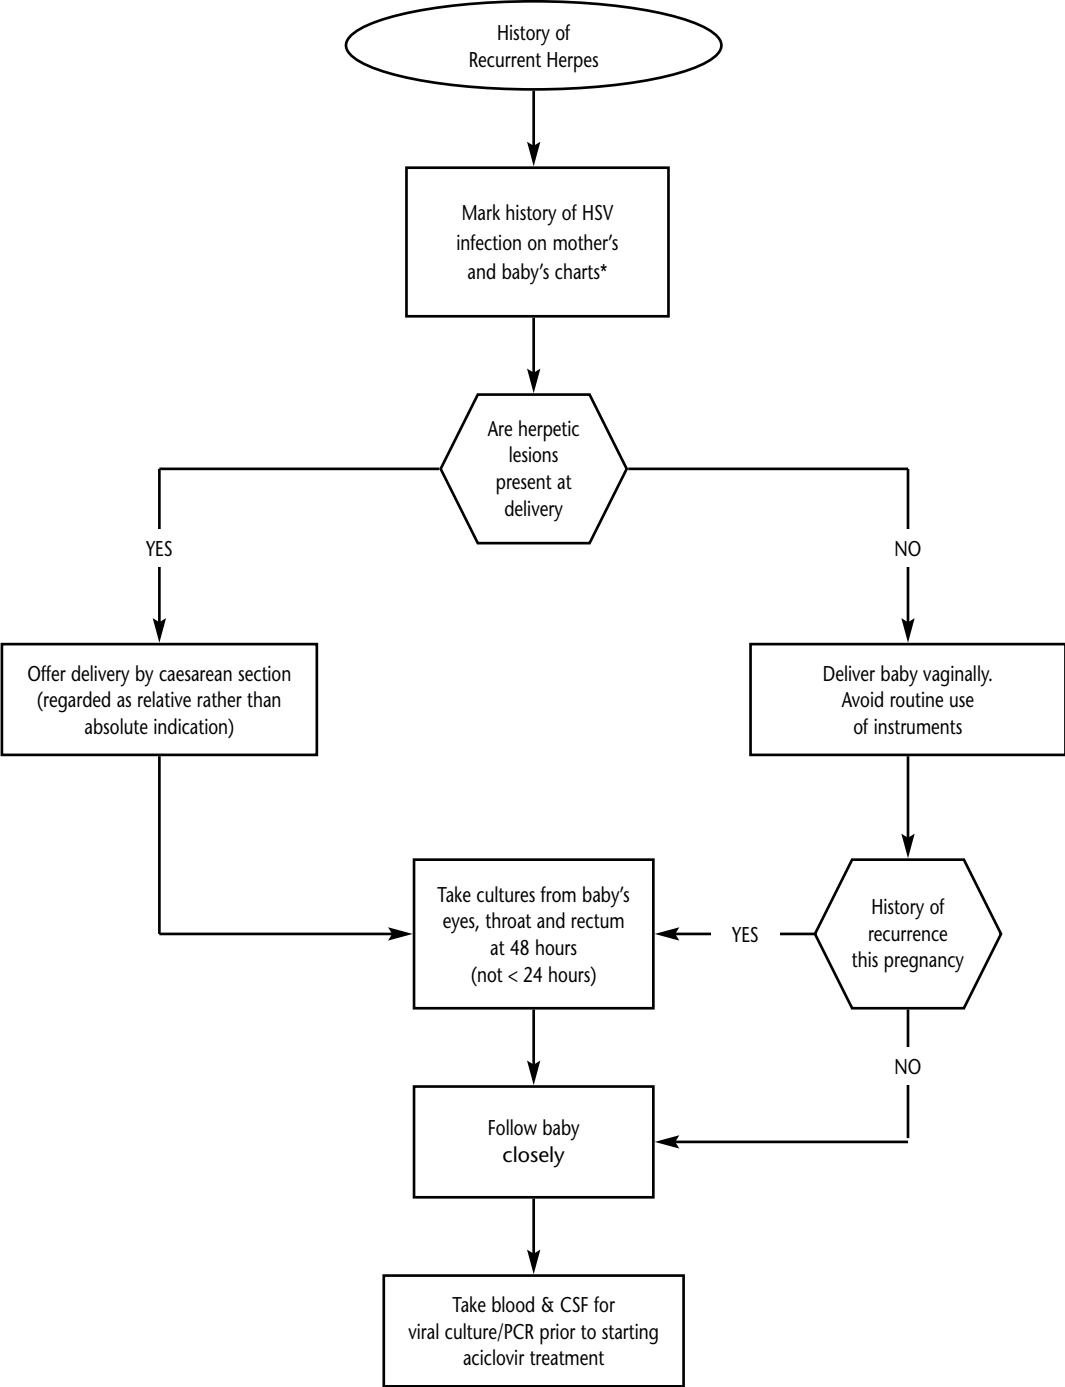 History of
Recurrent Herpes
Mark history of HSV
infection on mother’s
and baby’s charts*
Are herpetic
lesions
present at
delivery
YES
NO
Offer delivery by caesarean section
(regarded as relative rather than
absolute indication)
Deliver baby vaginally.
Avoid routine use
of instruments
Take cultures from baby’s
eyes, throat and rectum
at 48 hours
(not < 24 hours)
YES
History of
recurrence
this pregnancy
NO
Follow baby
closely
Take blood & CSF for
viral culture/PCR prior to starting
aciclovir treatment